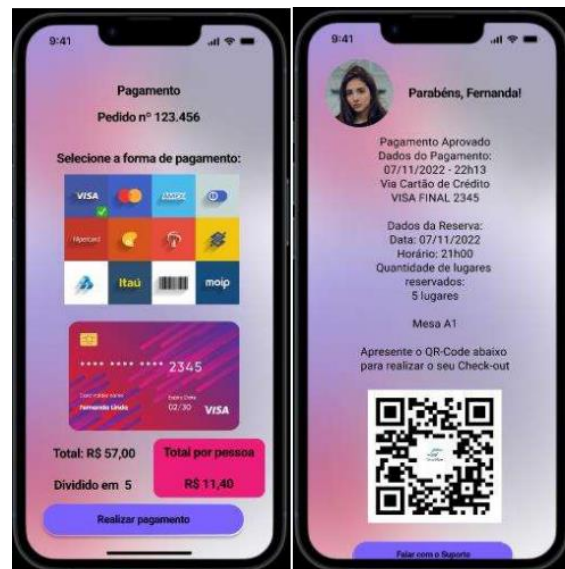 9:41
Pagamento
Pedido nº 123.456
Selecione a forma de pagamento:
VISA
AMEX
Hipercard
Itaú
moip
2345
Fernanda Linda
02/30
VISA
Total: R$ 57,00
Total por pessoa
Dividido em 5
R$ 11,40
Realizar pagamento
9:41
Parabéns, Fernanda!
Pagamento Aprovado
Dados do Pagamento:
07/11/2022 - 22h13
Via Cartão de Crédito
VISA FINAL 2345
Dados da Reserva:
Data: 07/11/2022
Horário: 21h00
Quantidade de lugares
reservados:
5 lugares
Mesa A1
Apresente o QR-Code abaixo
para realizar o seu Check-out
Falar com o Suporte